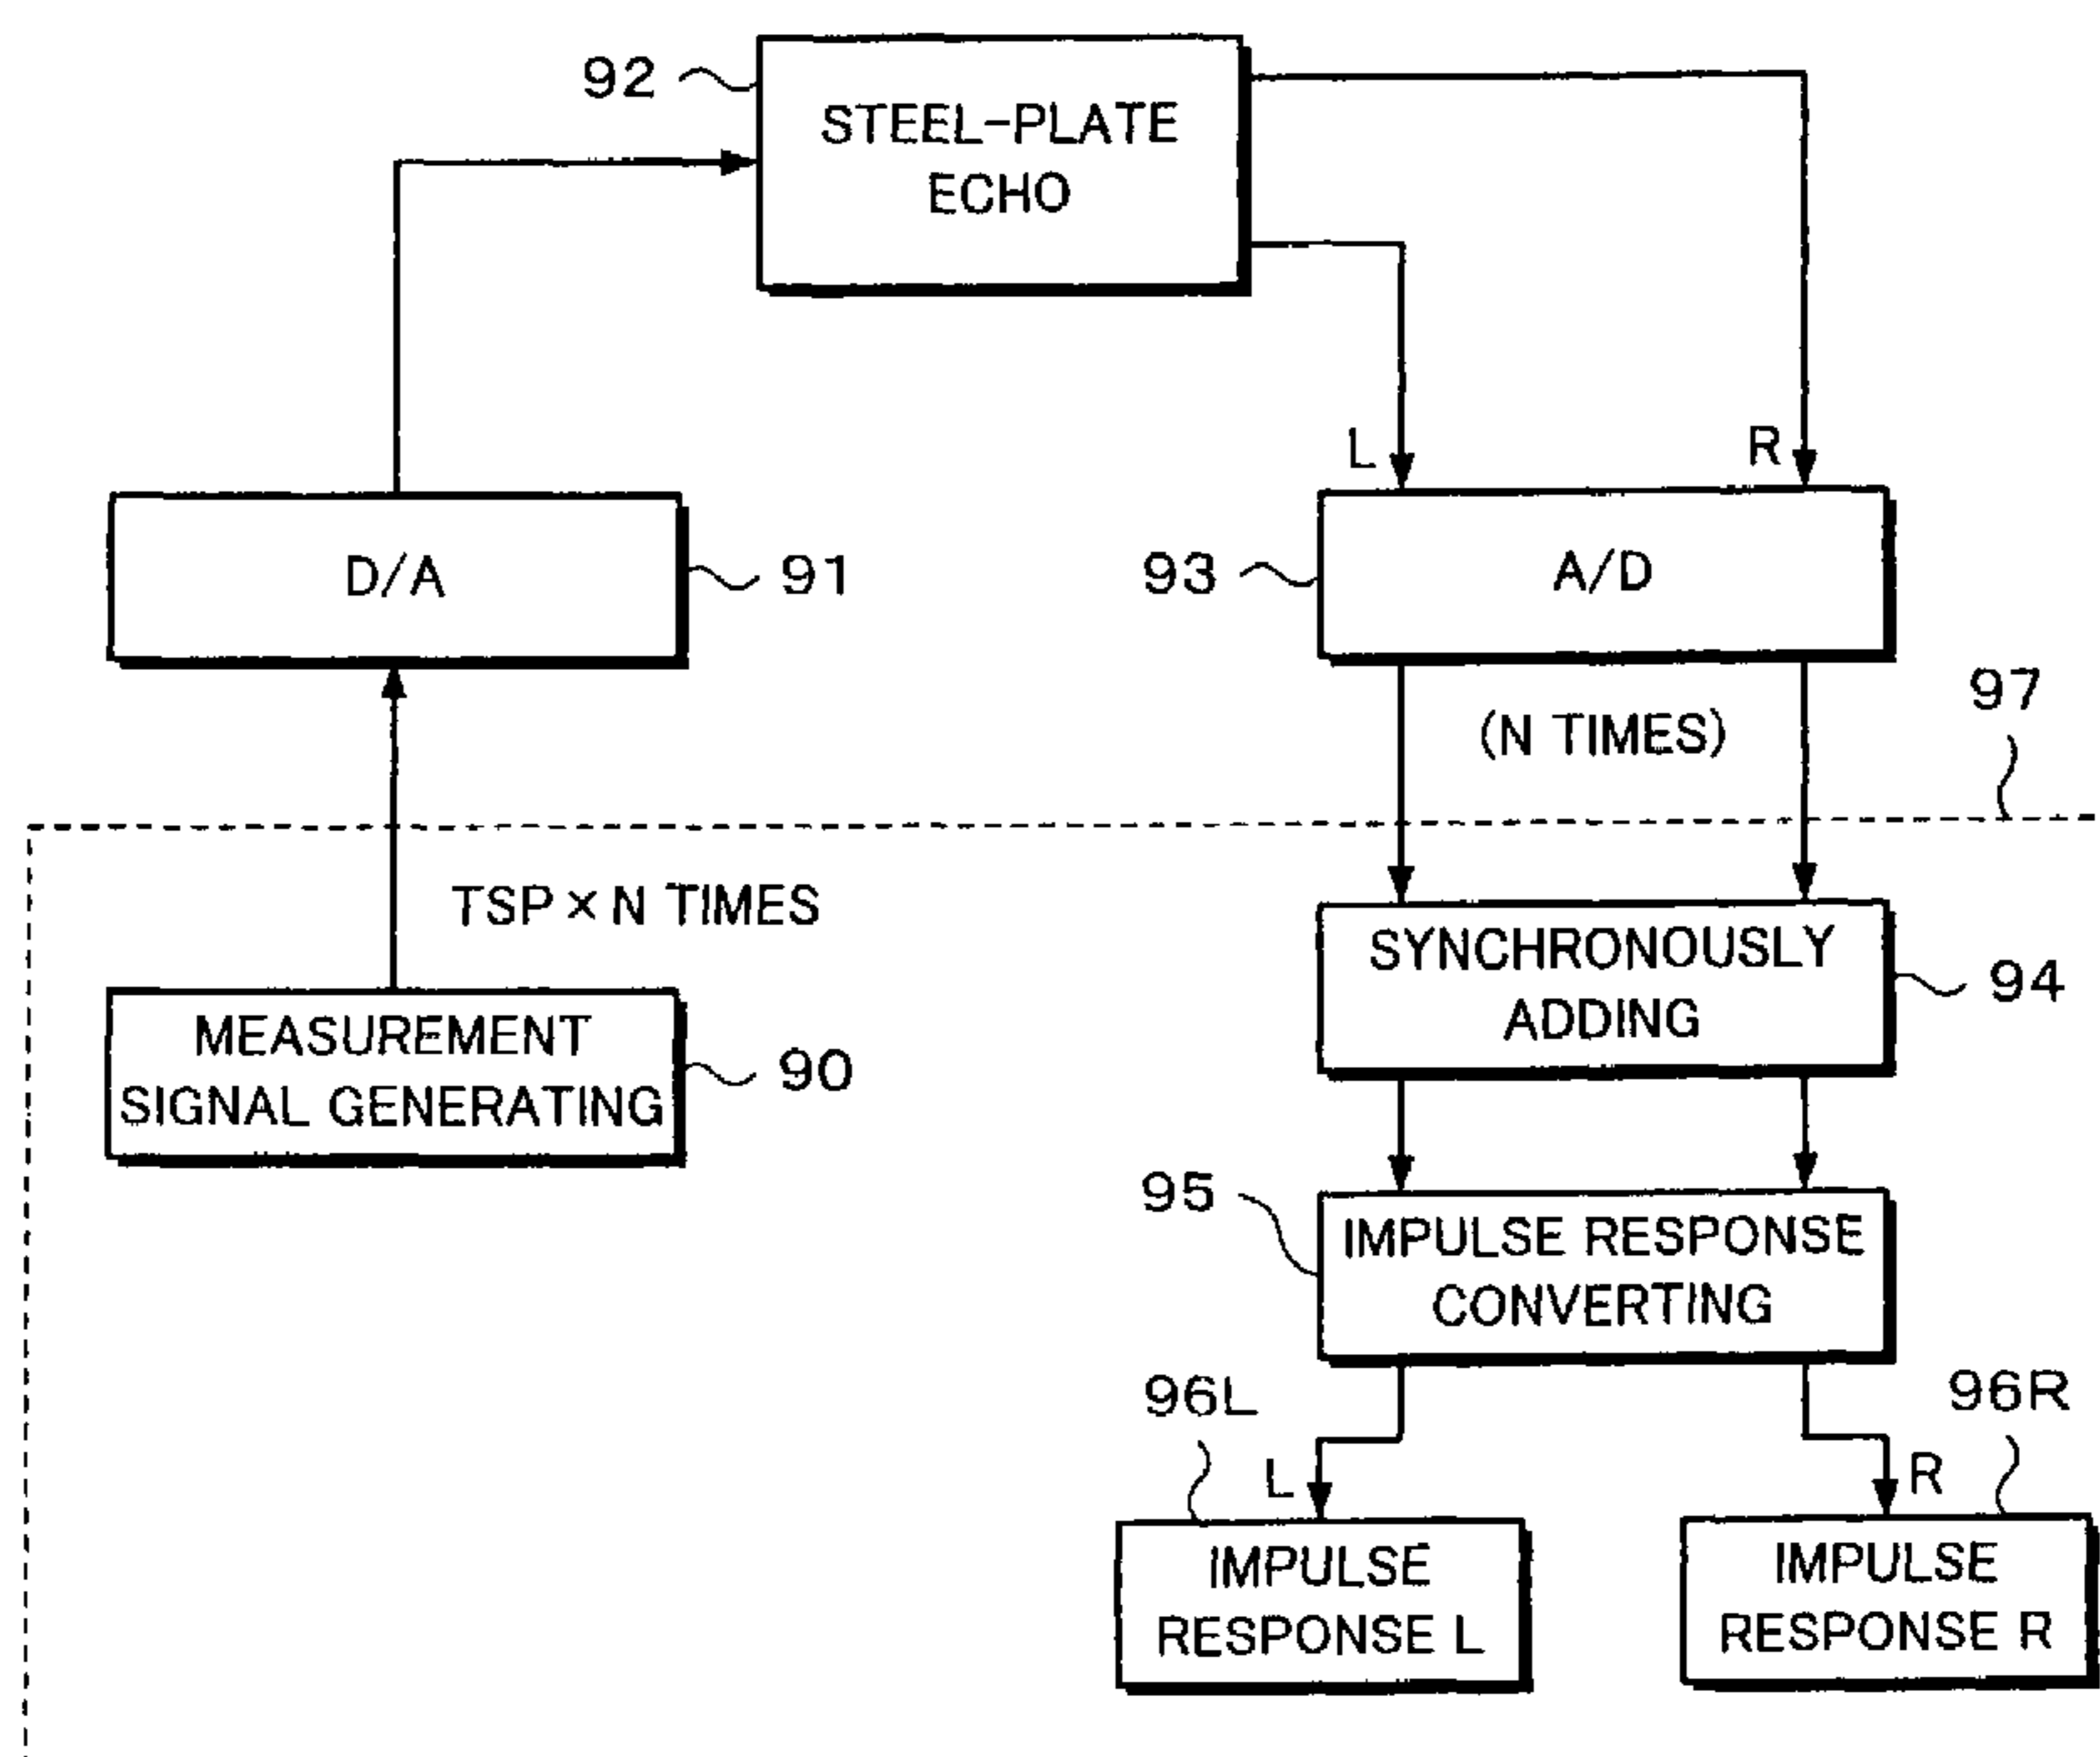 92
STEEL-PLATE
ECHO
L
R
D/A
91
93
A/D
(N TIMES)
97
TSP × N TIMES
MEASUREMENT
SIGNAL GENERATING
90
SYNCHRONOUSLY
ADDING
94
95
IMPULSE RESPONSE
CONVERTING
96L
96R
L
R
IMPULSE
RESPONSE L
IMPULSE
RESPONSE R